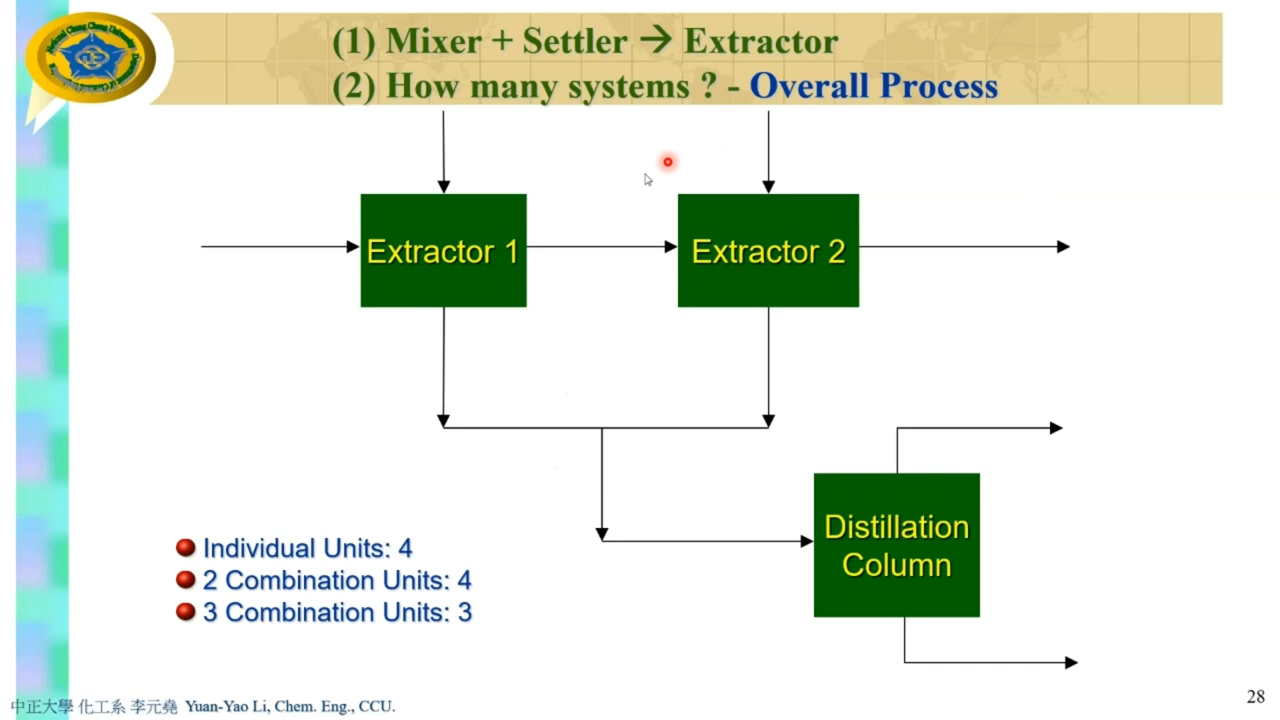 (1) Mixer + Settler → Extractor
(2) How many systems ? - Overall Process
Extractor 1
Extractor 2
Distillation
Column
Individual Units: 4
2 Combination Units: 4
3 Combination Units: 3
中正大學 化工系 李元堯 Yuan-Yao Li, Chem. Eng., CCU.
28